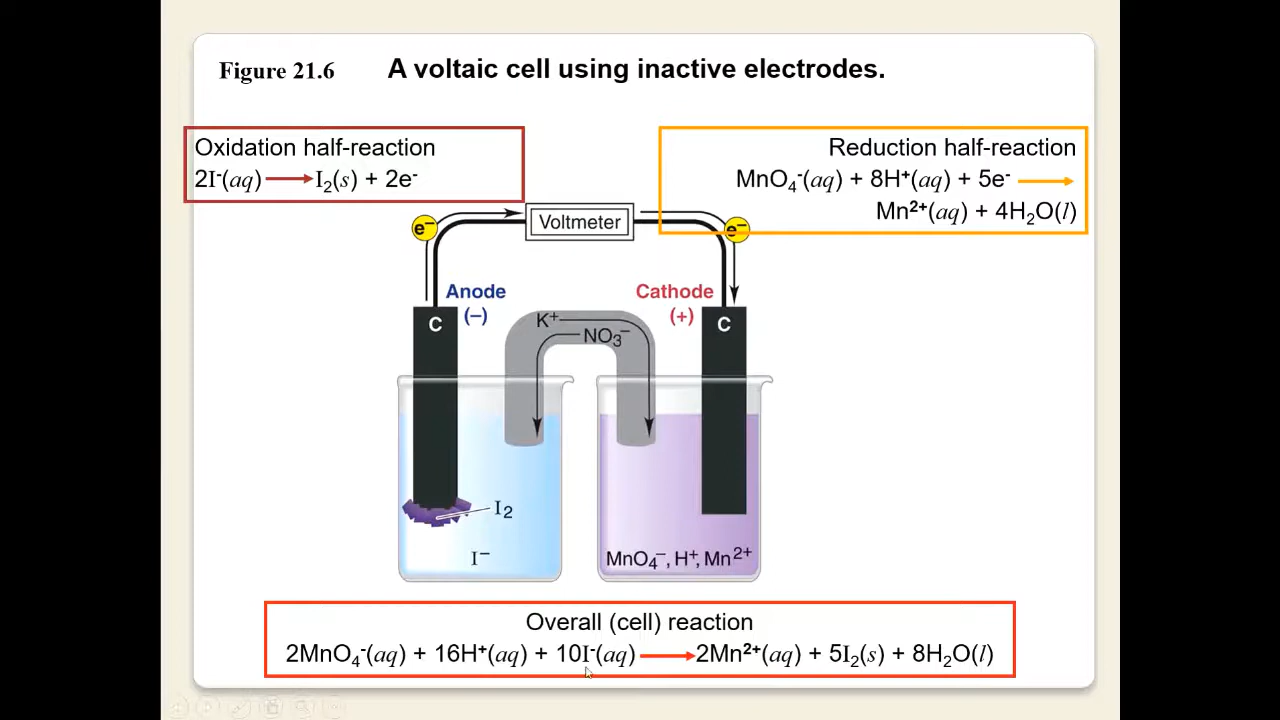 Figure 21.6 A voltaic cell using inactive electrodes.
Oxidation half-reaction
2I⁻(aq) ⟶ I₂(s) + 2e⁻
Reduction half-reaction
MnO₄⁻(aq) + 8H⁺(aq) + 5e⁻ ⟶
Mn²⁺(aq) + 4H₂O(l)
e⁻
Voltmeter
e⁻
Anode
(–)
Cathode
(+)
C
K⁺
NO₃⁻
C
I₂
I⁻
MnO₄⁻, H⁺, Mn²⁺
Overall (cell) reaction
2MnO₄⁻(aq) + 16H⁺(aq) + 10I⁻(aq) ⟶ 2Mn²⁺(aq) + 5I₂(s) + 8H₂O(l)